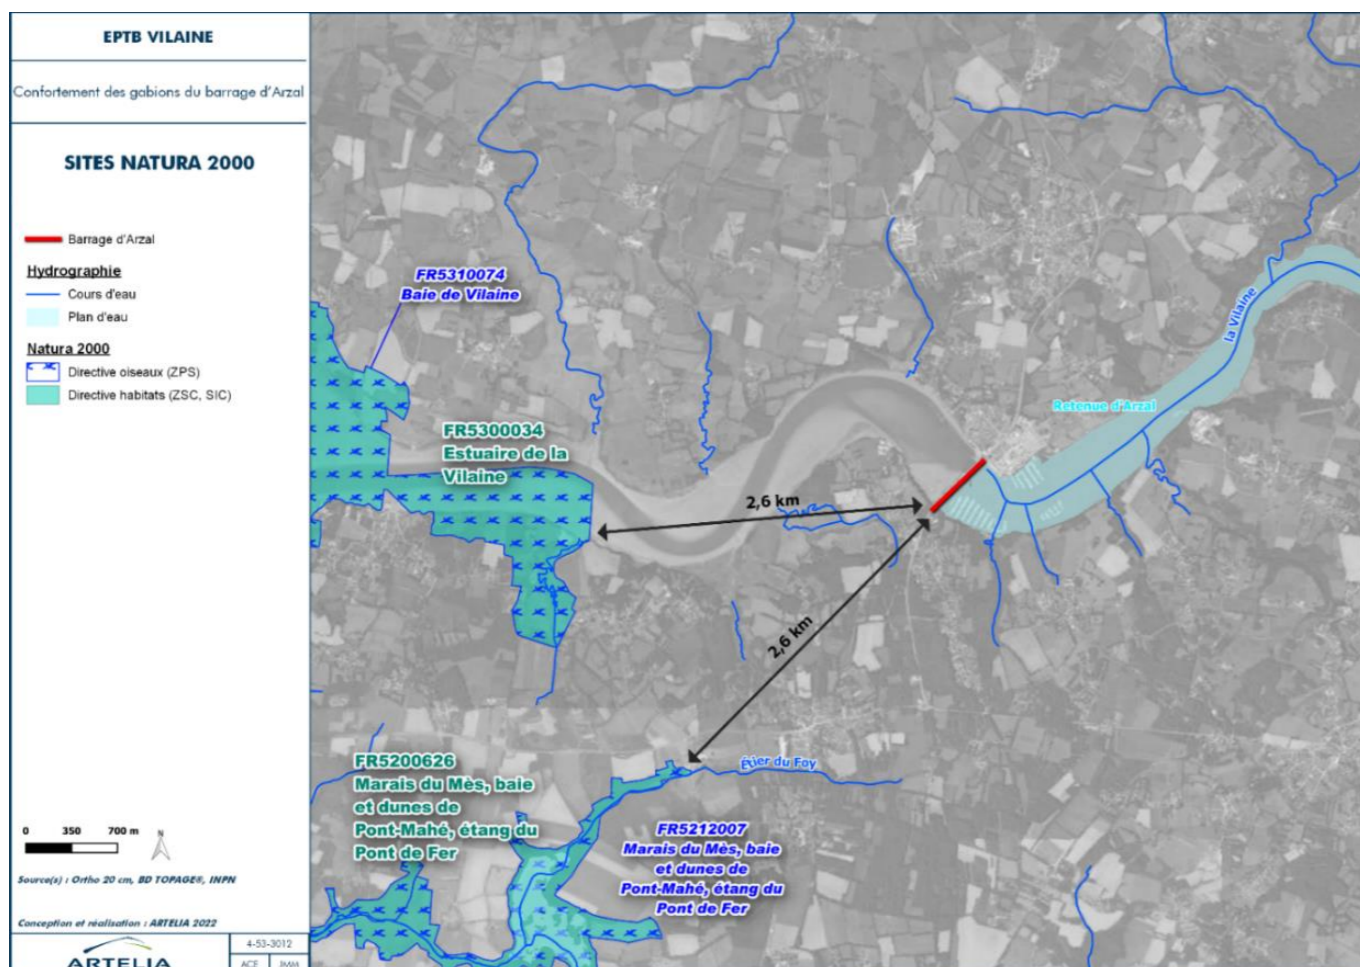 EPTB VILAINE
Confortement des gabions du barrage d'Arzal
SITES NATURA 2000
Barrage d'Arzal
Hydrographie
Cours d'eau
Plan d'eau
Natura 2000
Directive oiseaux (ZPS)
Directive habitats (ZSC, SIC)
0 350 700 m
N
Source(s) : Ortho 20 cm, BD TOPAGE®, INPN
Conception et réalisation : ARTELIA 2022
ARTELIA
4-53-3012
ACE JMM
FR5310074
Baie de Vilaine
FR5300034
Estuaire de la
Vilaine
la Vilaine
Retenue d'Arzal
2,6 km
2,6 km
Étier du Foy
FR5200626
Marais du Mès, baie
et dunes de
Pont-Mahé, étang du
Pont de Fer
FR5212007
Marais du Mès, baie
et dunes de
Pont-Mahé, étang du
Pont de Fer